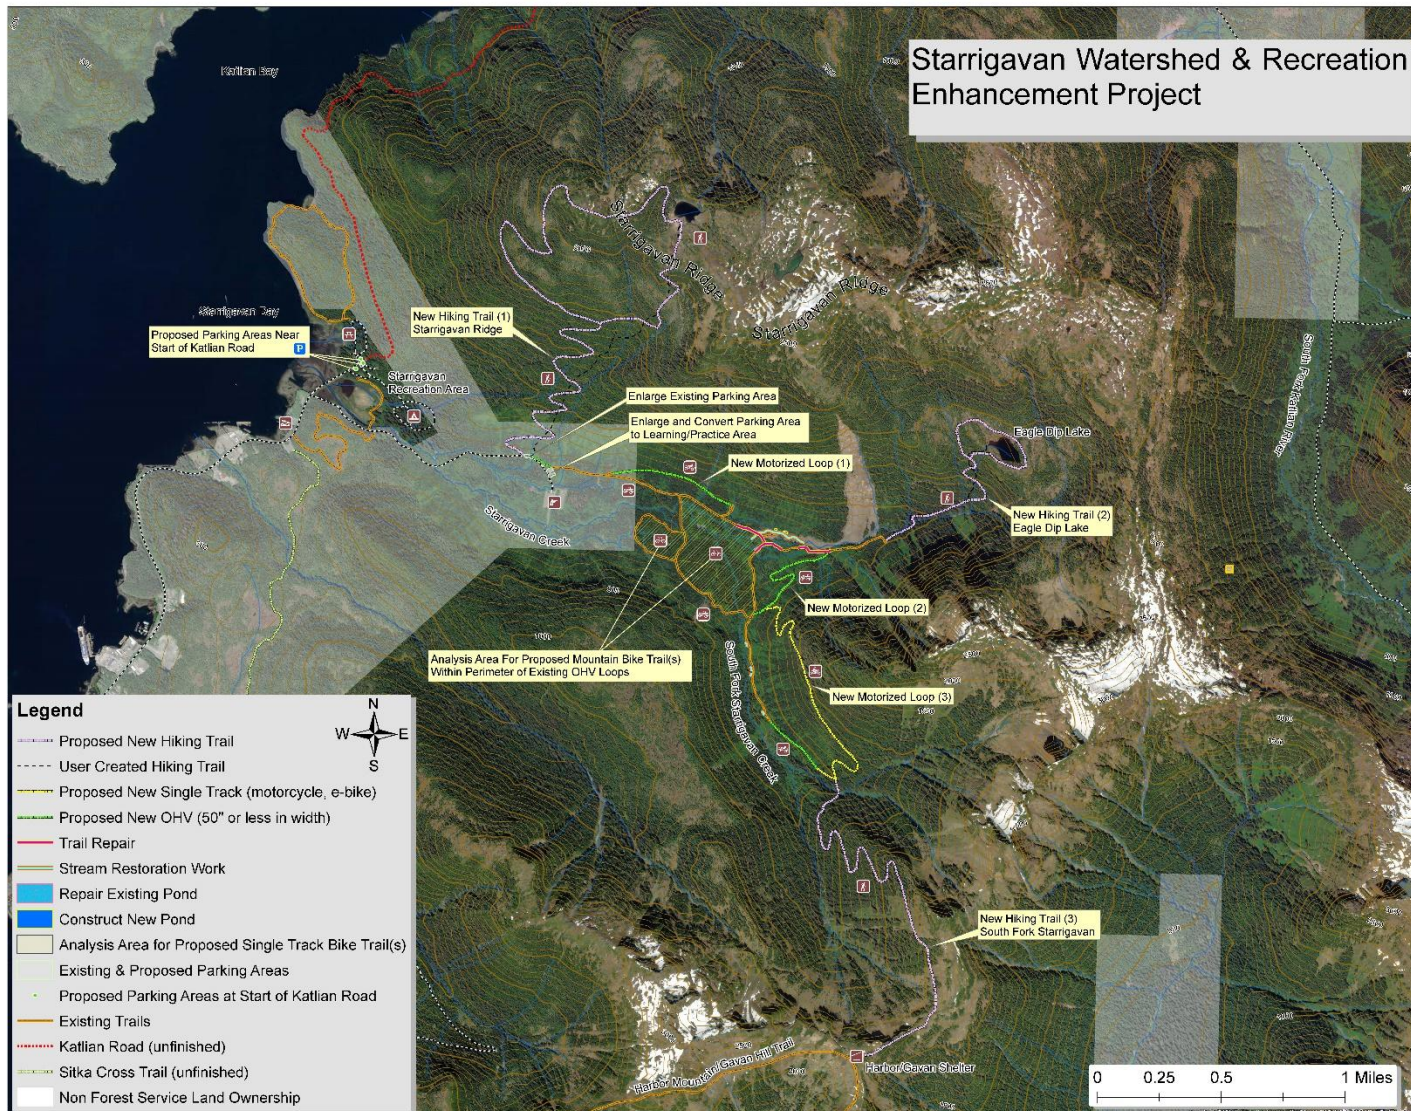 Starrigavan Watershed & Recreation
Enhancement Project
Katlian Bay
Starrigavan Bay
Proposed Parking Areas Near
Start of Katlian Road
P
Starrigavan
Recreation Area
New Hiking Trail (1)
Starrigavan Ridge
Starrigavan Ridge
Starrigavan Ridge
South Fork Katlian River
Enlarge Existing Parking Area
Enlarge and Convert Parking Area
to Learning/Practice Area
New Motorized Loop (1)
Eagle Dip Lake
New Hiking Trail (2)
Eagle Dip Lake
Starrigavan Creek
New Motorized Loop (2)
Analysis Area For Proposed Mountain Bike Trail(s)
Within Perimeter of Existing OHV Loops
New Motorized Loop (3)
South Fork Starrigavan Creek
New Hiking Trail (3)
South Fork Starrigavan
Harbor Mountain/Gavan Hill Trail
Harbor/Gavan Shelter
Legend
N
W E
S
Proposed New Hiking Trail
User Created Hiking Trail
Proposed New Single Track (motorcycle, e-bike)
Proposed New OHV (50" or less in width)
Trail Repair
Stream Restoration Work
Repair Existing Pond
Construct New Pond
Analysis Area for Proposed Single Track Bike Trail(s)
Existing & Proposed Parking Areas
Proposed Parking Areas at Start of Katlian Road
Existing Trails
Katlian Road (unfinished)
Sitka Cross Trail (unfinished)
Non Forest Service Land Ownership
0 0.25 0.5 1 Miles